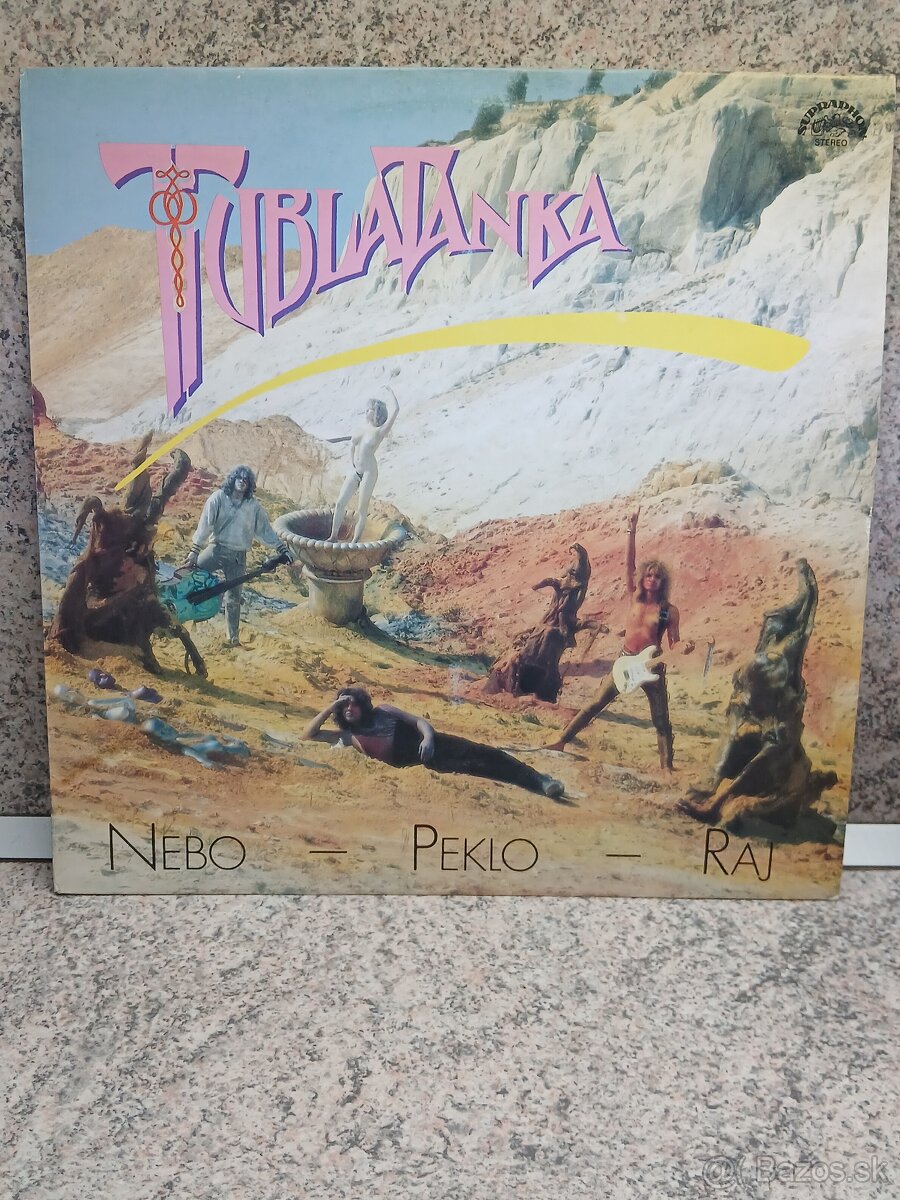 SUPRAPHON
STEREO
TUBLATANKA
NEBO – PEKLO – RAJ
@ Bazos.sk